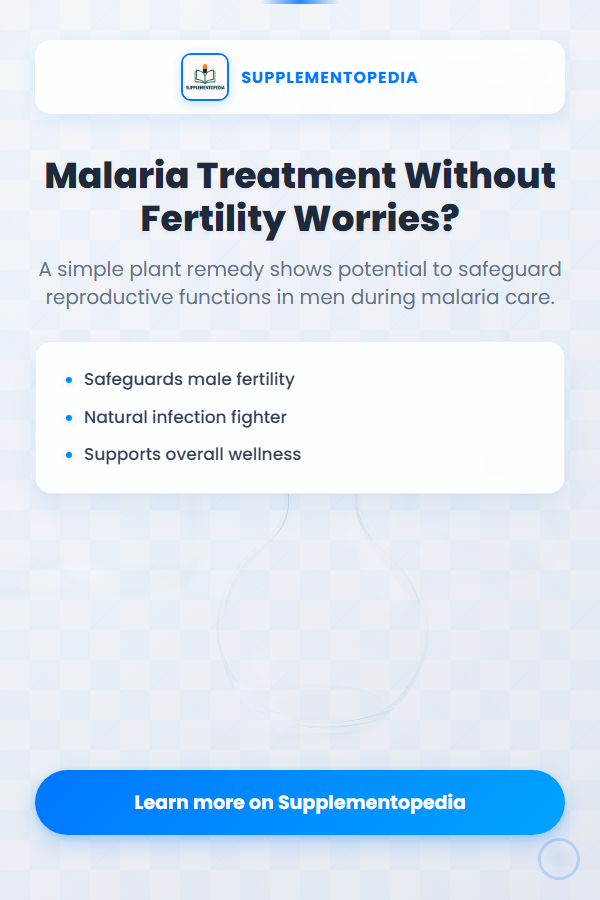 SUPPLEMENTOPEDIA
SUPPLEMENTOPEDIA
Malaria Treatment Without
Fertility Worries?
A simple plant remedy shows potential to safeguard
reproductive functions in men during malaria care.
Safeguards male fertility
Natural infection fighter
Supports overall wellness
Learn more on Supplementopedia